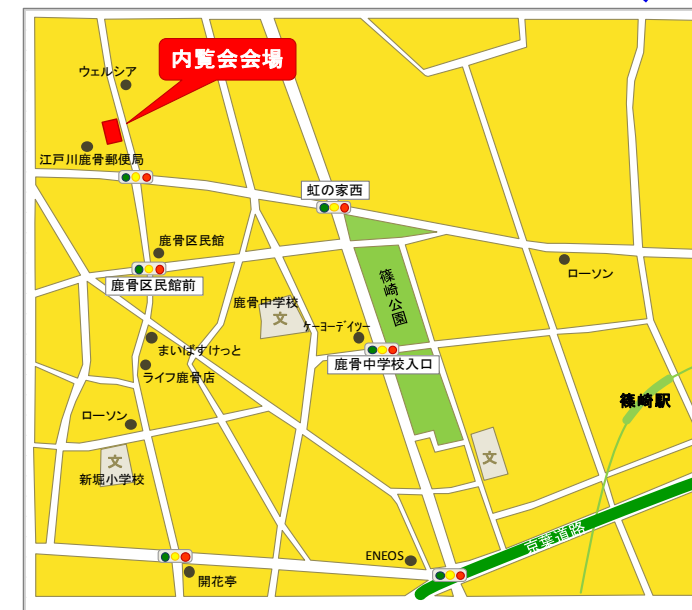 内覧会会場
ウェルシア
江戸川鹿骨郵便局
虹の家西
鹿骨区民館
鹿骨区民館前
ローソン
篠崎公園
鹿骨中学校
文
ケーヨーデイツー
まいばすけっと
鹿骨中学校入口
ライフ鹿骨店
篠崎駅
ローソン
文
新堀小学校
文
京葉道路
ENEOS
開花亭